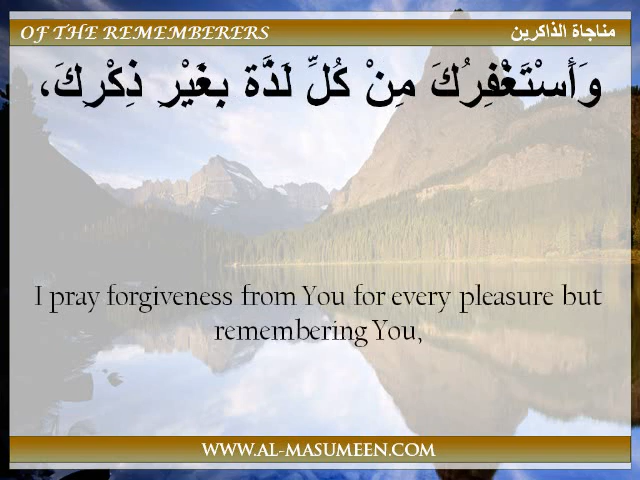 OF THE REMEMBERERS
مناجاة الذاكرين
وَأَسْتَغْفِرُكَ مِنْ كُلِّ لَذَّة بِغَيْرِ ذِكْرِكَ،
I pray forgiveness from You for every pleasure but
remembering You,
WWW.AL-MASUMEEN.COM